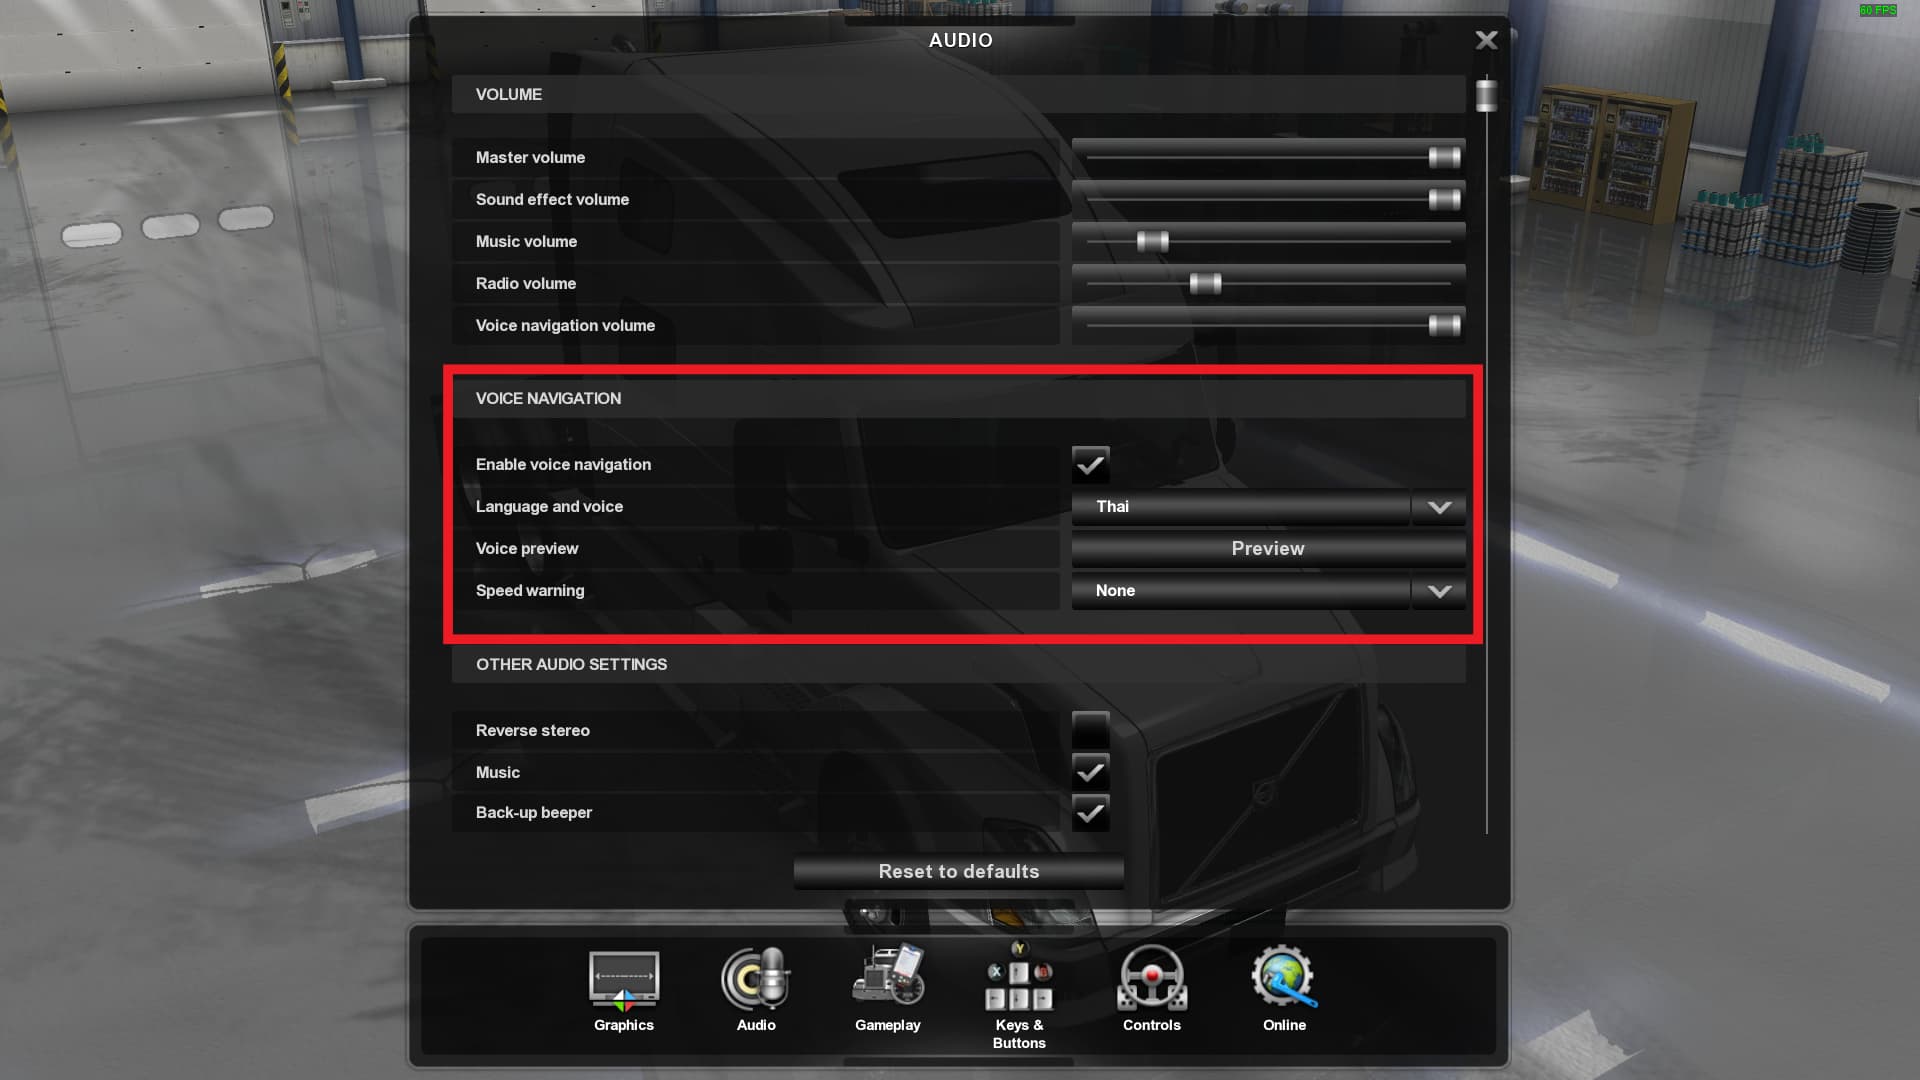 60 FPS
AUDIO
VOLUME
Master volume
Sound effect volume
Music volume
Radio volume
Voice navigation volume
VOICE NAVIGATION
Enable voice navigation
Language and voice Thai
Voice preview Preview
Speed warning None
OTHER AUDIO SETTINGS
Reverse stereo
Music
Back-up beeper
Reset to defaults
Y
X B
Graphics Audio Gameplay Keys & Controls Online
Buttons